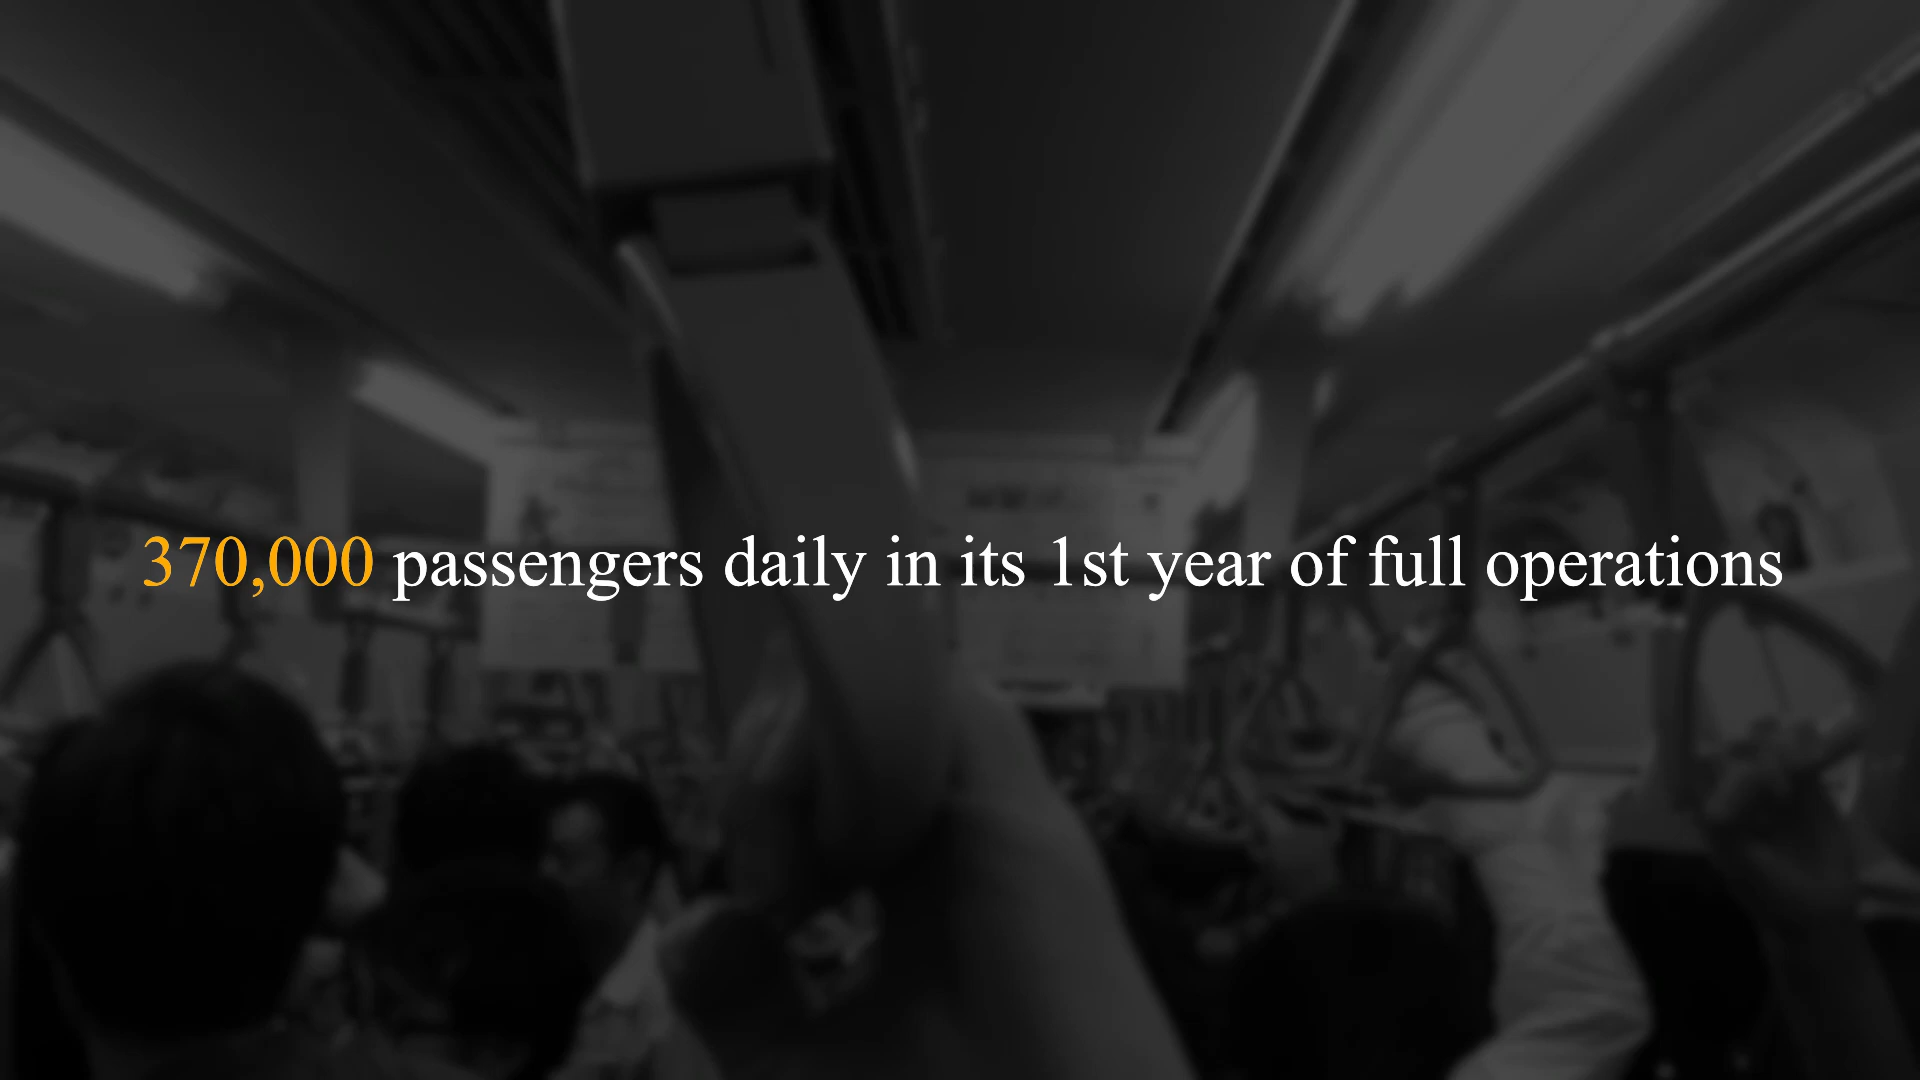 370,000 passengers daily in its 1st year of full operations